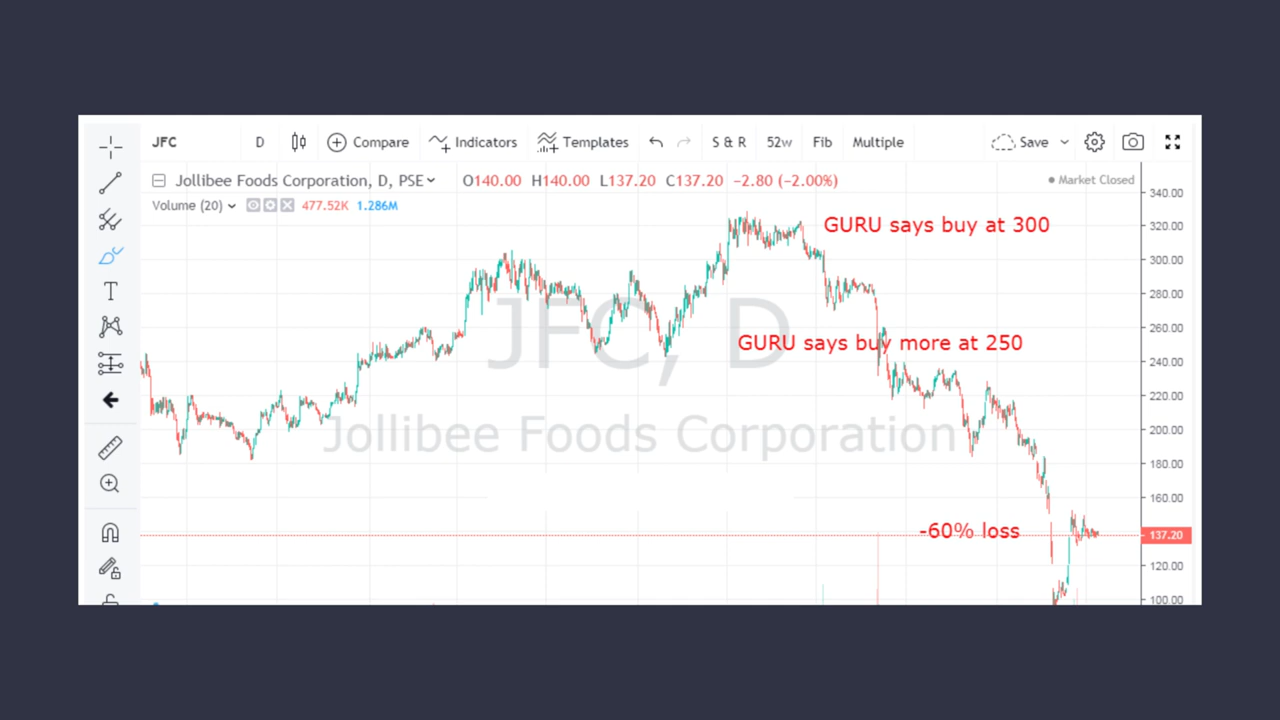 JFC D Compare Indicators Templates S & R 52w Fib Multiple Save
Jollibee Foods Corporation, D, PSE O140.00 H140.00 L137.20 C137.20 −2.80 (−2.00%) Market Closed
Volume (20) 477.52K 1.286M
340.00
GURU says buy at 300
320.00
300.00
280.00
JFC, D
260.00
GURU says buy more at 250
240.00
220.00
Jollibee Foods Corporation
200.00
180.00
160.00
-60% loss
137.20
120.00
100.00
T